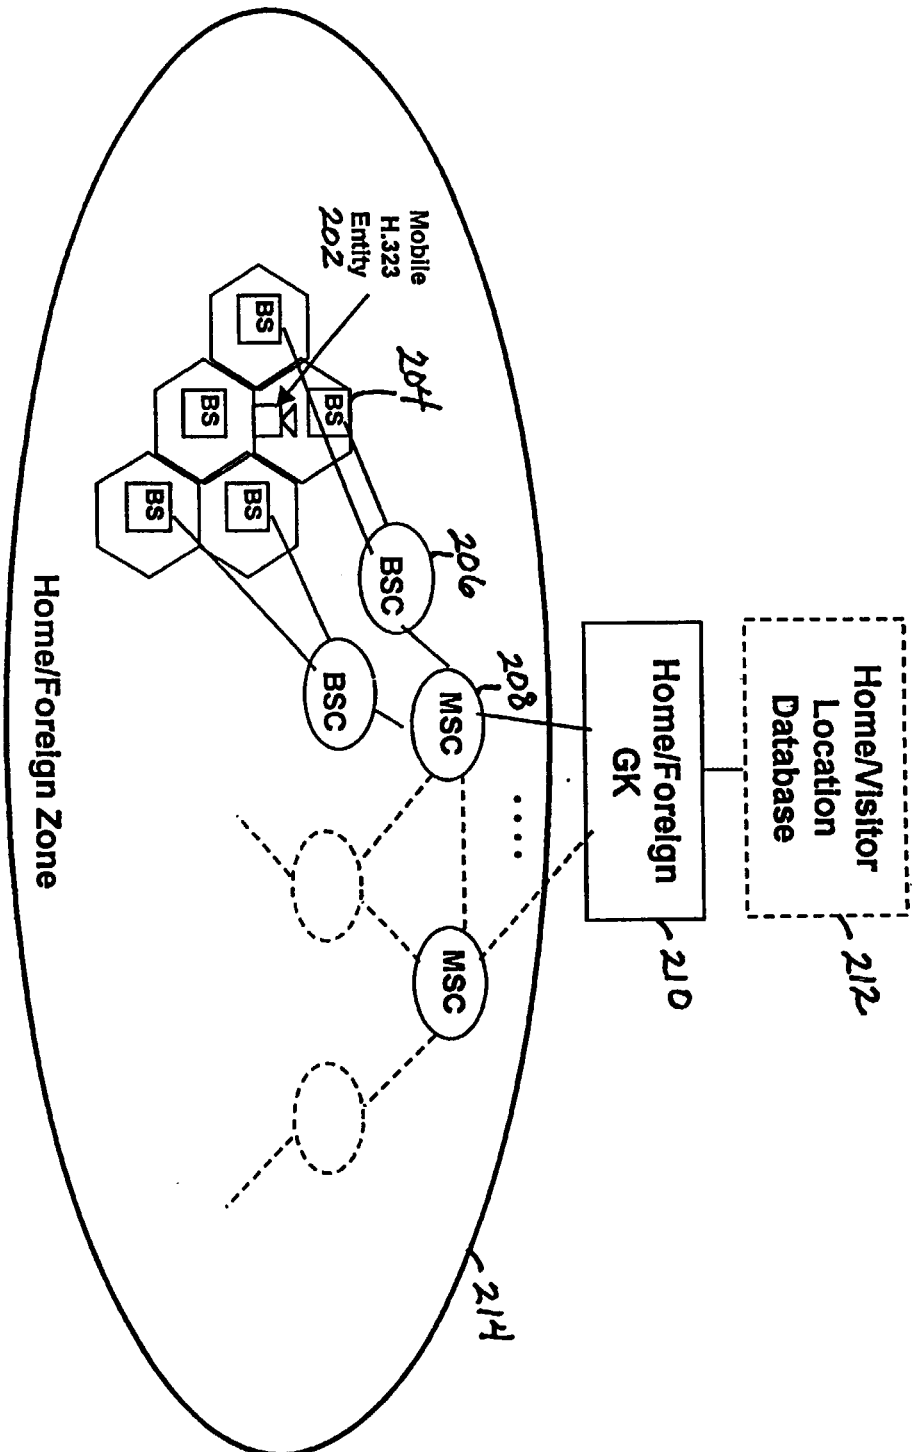 Home/Visitor
Location
Database
212
Home/Foreign
GK
210
208
MSC
. . . .
MSC
214
206
BSC
BSC
Mobile
H.323
Entity
202
204
BS
BS
BS
BS
BS
Home/Foreign Zone